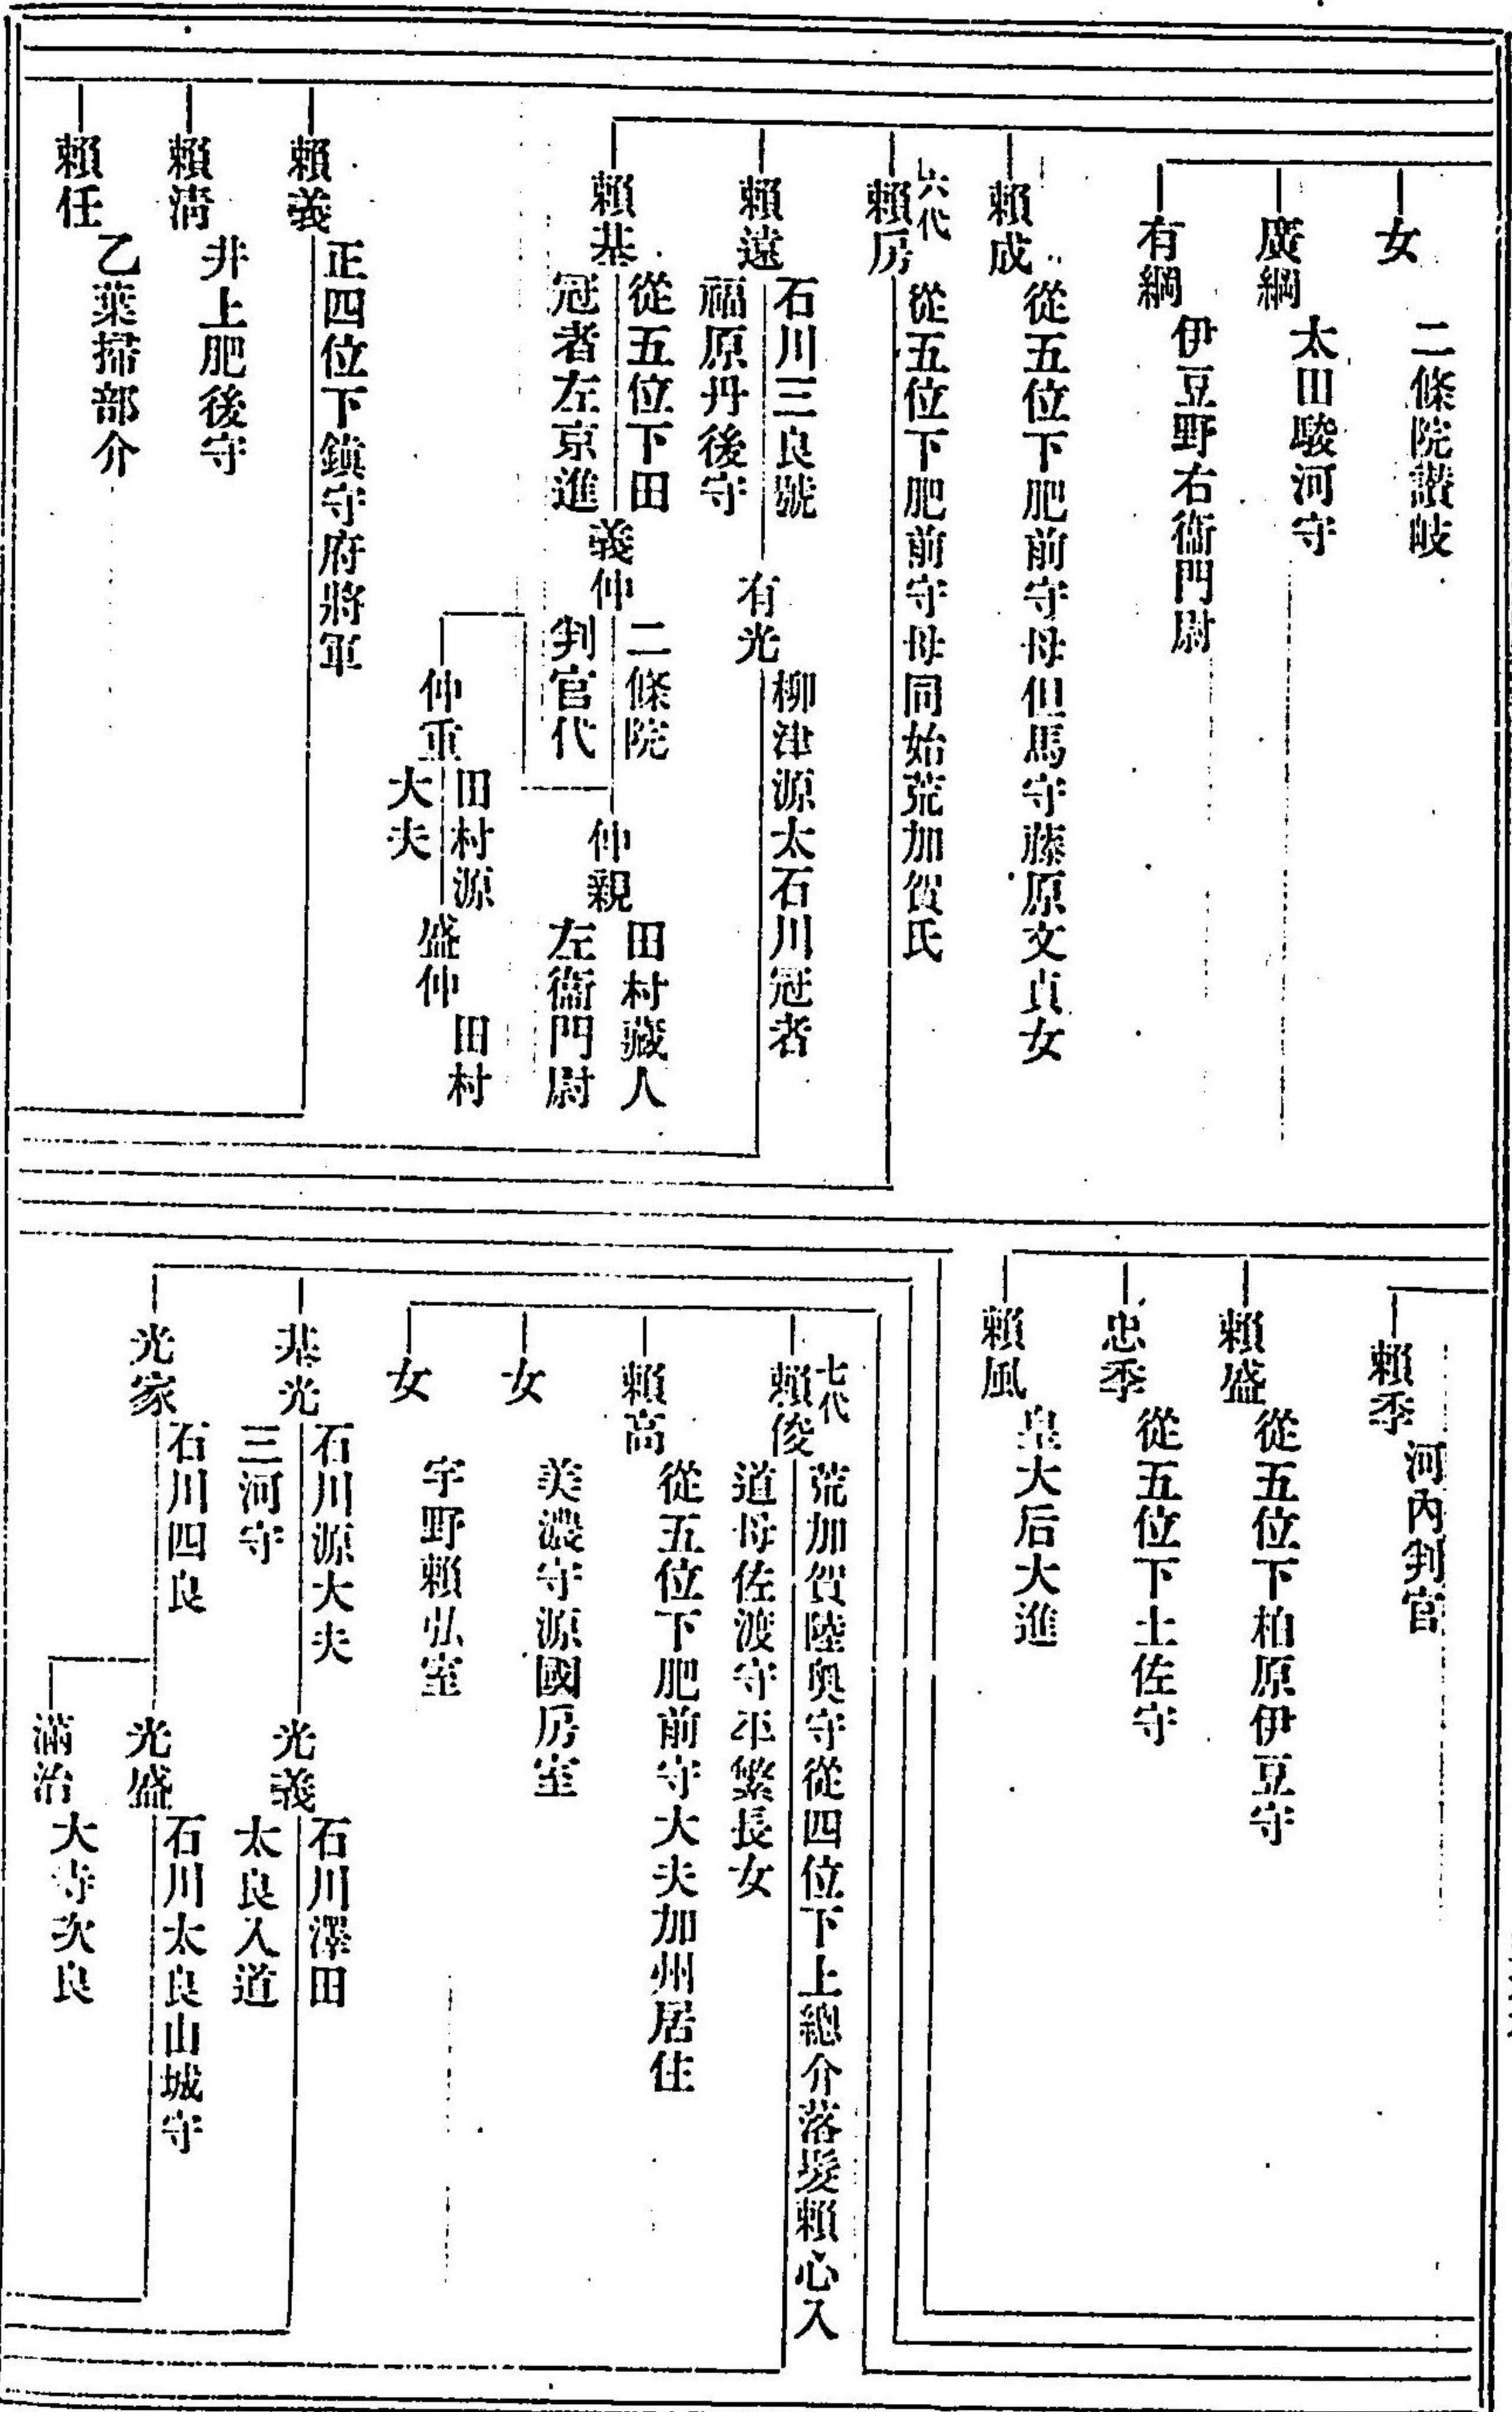 女
二條院讃岐
廣綱
太田駿河守
有綱
伊豆野右衞門尉
賴成
從五位下肥前守母但馬守藤原文貞女
六代
賴房
從五位下肥前守母同始荒加賀氏
賴遠
石川三良號
福原丹後守
有光
柳津源太石川冠者
賴基
從五位下田
冠者左京進
義仲
二條院
判官代
仲親
田村藏人
左衞門尉
仲重
田村源
大夫
盛仲
田村
賴義
正四位下鎭守府將軍
賴淸
井上肥後守
賴任
乙葉掃部介
賴季
河內判官
賴盛
從五位下柏原伊豆守
忠季
從五位下土佐守
賴風
皇大后大進
七代
賴俊
荒加賀陸奥守從四位下上總介落髮賴心入
道母佐渡守平繁長女
賴高
從五位下肥前守大夫加州居住
女
美濃守源國房室
女
宇野賴弘室
基光
石川源大夫
三河守
光義
石川澤田
太良入道
光家
石川四良
光盛
石川太良山城守
滿治
大寺次良